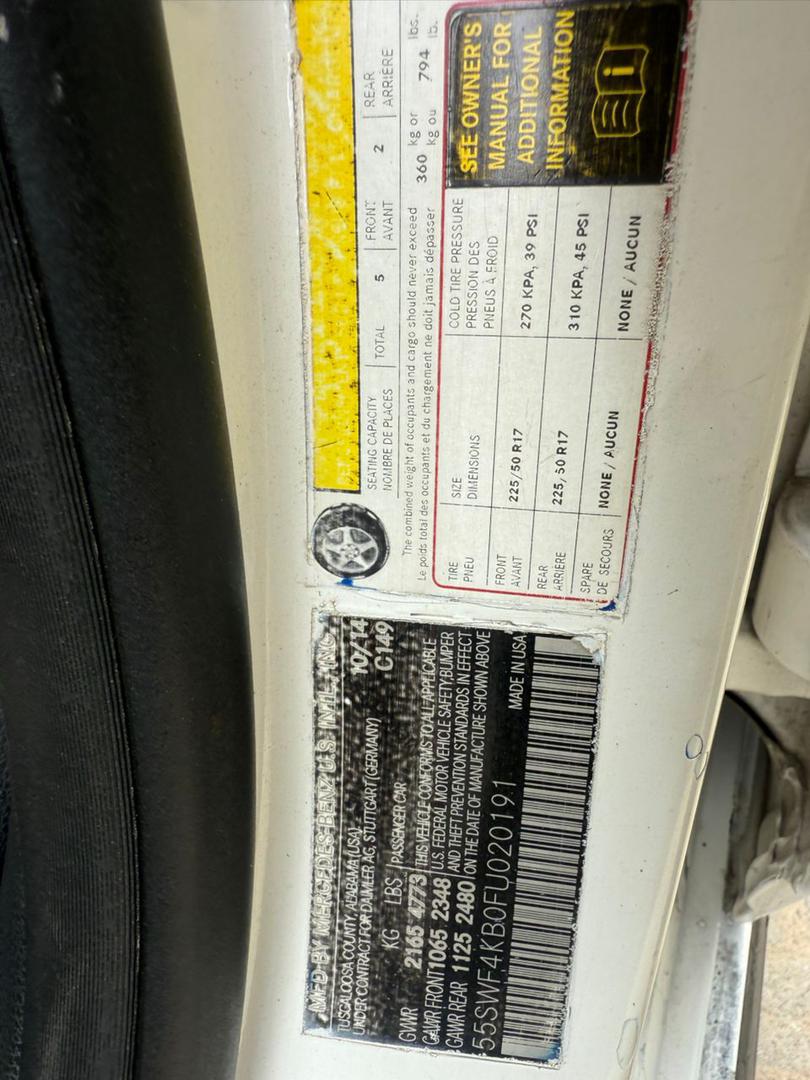 SEATING CAPACITY | TOTAL 5 | FRONT 2 | REAR
NOMBRE DE PLACES | AVANT | ARRIÈRE
The combined weight of occupants and cargo should never exceed 360 kg or 794 lbs.
Le poids total des occupants et du chargement ne doit jamais dépasser kg ou lb.
TIRE SIZE COLD TIRE PRESSURE
PNEU DIMENSIONS PRESSION DES
PNEUS À FROID
FRONT
AVANT 225/50 R17 270 KPA, 39 PSI
REAR
ARRIÈRE 225/50 R17 310 KPA, 45 PSI
SPARE
DE SECOURS NONE / AUCUN NONE / AUCUN
SEE OWNER'S
MANUAL FOR
ADDITIONAL
INFORMATION
MFD BY MERCEDES-BENZ U.S. INT'L., INC.
TUSCALOOSA COUNTY, ALABAMA (USA) 10/14
UNDER CONTRACT FOR DAIMLER AG, STUTTGART (GERMANY) C149
KG LBS PASSENGER CAR
GVWR 2165 4773 THIS VEHICLE CONFORMS TO ALL APPLICABLE
GAWR FRONT 1065 2348 U.S. FEDERAL MOTOR VEHICLE SAFETY, BUMPER
GAWR REAR 1125 2480 AND THEFT PREVENTION STANDARDS IN EFFECT
ON THE DATE OF MANUFACTURE SHOWN ABOVE
55SWF4KB0FU020191 MADE IN USA